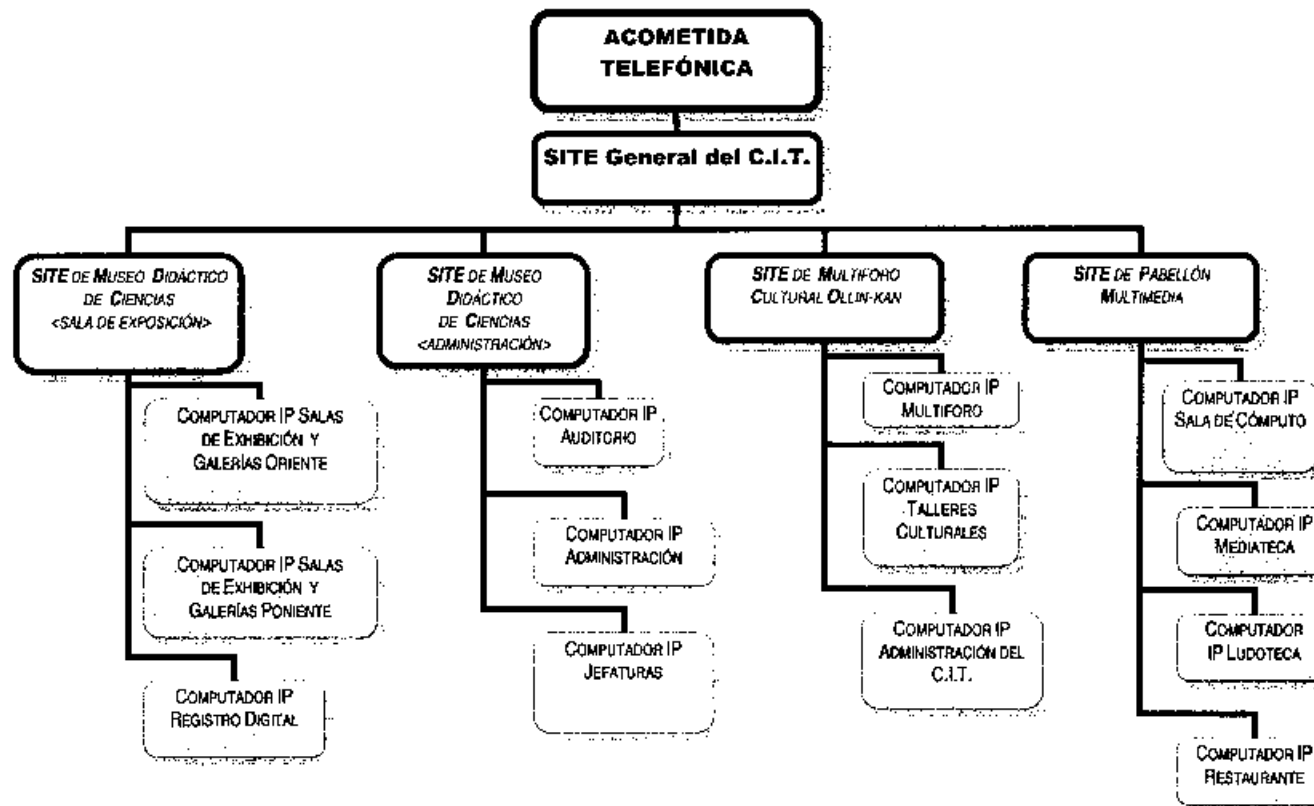 ACOMETIDA
TELEFÓNICA
SITE General del C.I.T.
SITE DE MUSEO DIDÁCTICO
DE CIENCIAS
<SALA DE EXPOSICIÓN>
COMPUTADOR IP SALAS
DE EXHIBICIÓN Y
GALERÍAS ORIENTE
COMPUTADOR IP SALAS
DE EXHIBICIÓN Y
GALERÍAS PONIENTE
COMPUTADOR IP
REGISTRO DIGITAL
SITE DE MUSEO
DIDÁCTICO
DE CIENCIAS
<ADMINISTRACIÓN>
COMPUTADOR IP
AUDITORIO
COMPUTADOR IP
ADMINISTRACIÓN
COMPUTADOR IP
JEFATURAS
SITE DE MULTIFORO
CULTURAL OLLIN-KAN
COMPUTADOR IP
MULTIFORO
COMPUTADOR IP
TALLERES
CULTURALES
COMPUTADOR IP
ADMINISTRACIÓN DEL
C.I.T.
SITE DE PABELLÓN
MULTIMEDIA
COMPUTADOR IP
SALA DE CÓMPUTO
COMPUTADOR IP
MEDIATECA
COMPUTADOR
IP LUDOTECA
COMPUTADOR IP
RESTAURANTE